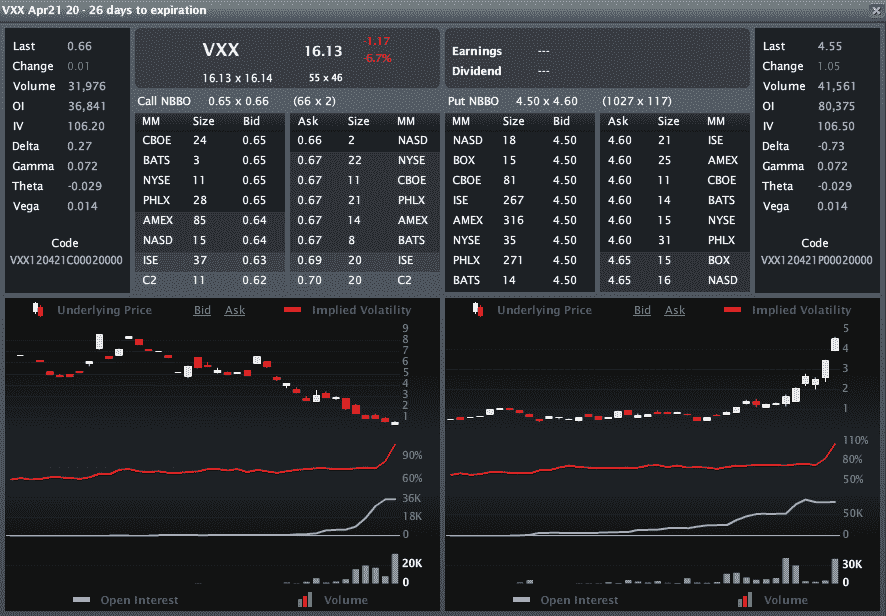 VXX Apr21 20 - 26 days to expiration
Last 0.66
Change 0.01
Volume 31,976
OI 36,841
IV 106.20
Delta 0.27
Gamma 0.072
Theta -0.029
Vega 0.014
Code
VXX120421C00020000
VXX 16.13 -1.17
-6.7%
16.13 x 16.14 55 x 46
Earnings ---
Dividend ---
Last 4.55
Change 1.05
Volume 41,561
OI 80,375
IV 106.50
Delta -0.73
Gamma 0.072
Theta -0.029
Vega 0.014
Code
VXX120421P00020000
Call NBBO 0.65 x 0.66 (66 x 2)
MM Size Bid Ask Size MM
CBOE 24 0.65 0.66 2 NASD
BATS 3 0.65 0.67 22 NYSE
NYSE 11 0.65 0.67 11 CBOE
PHLX 28 0.65 0.67 21 PHLX
AMEX 85 0.64 0.67 14 AMEX
NASD 15 0.64 0.67 8 BATS
ISE 37 0.63 0.69 20 ISE
C2 11 0.62 0.70 20 C2
Put NBBO 4.50 x 4.60 (1027 x 117)
MM Size Bid Ask Size MM
NASD 18 4.50 4.60 21 ISE
BOX 15 4.50 4.60 25 AMEX
CBOE 81 4.50 4.60 11 CBOE
ISE 267 4.50 4.60 14 BATS
AMEX 316 4.50 4.60 15 NYSE
NYSE 35 4.50 4.60 31 PHLX
PHLX 271 4.50 4.65 15 BOX
BATS 14 4.50 4.65 16 NASD
Underlying Price Bid Ask Implied Volatility
9
8
7
6
5
4
3
2
1
90%
60%
36K
18K
0
20K
0
Open Interest Volume
Underlying Price Bid Ask Implied Volatility
5
4
3
2
1
110%
80%
50%
50K
0
30K
0
Open Interest Volume